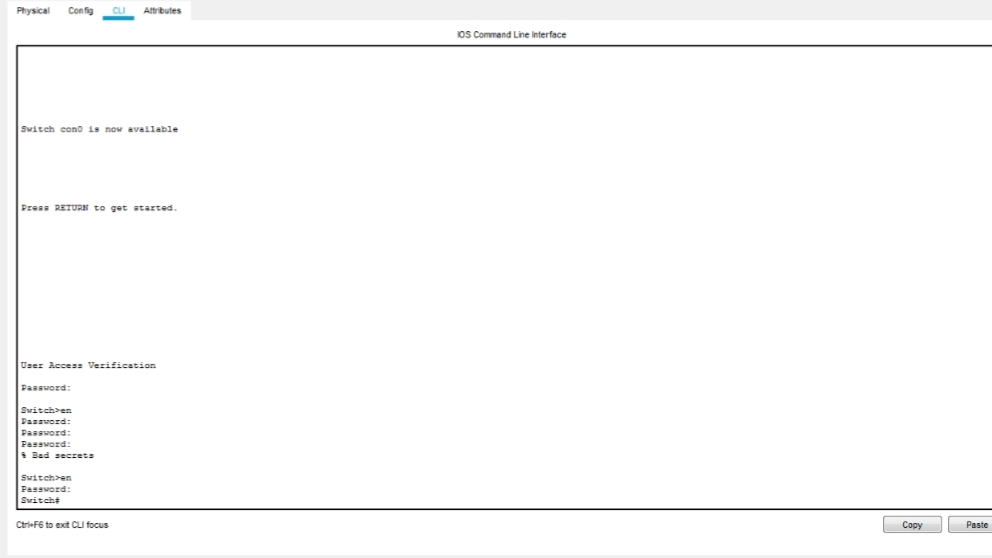 Physical Config CLI Attributes
IOS Command Line Interface
Switch con0 is now available
Press RETURN to get started.
User Access Verification
Password:
Switch>en
Password:
Password:
Password:
% Bad secrets
Switch>en
Password:
Switch#
Ctrl+F6 to exit CLI focus
Copy Paste